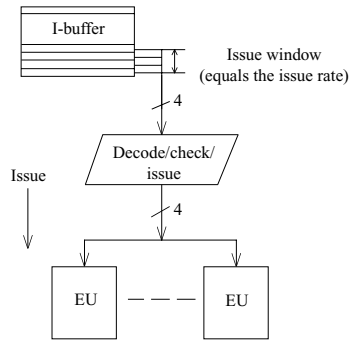 I-buffer
Issue window
(equals the issue rate)
4
Decode/check/
issue
Issue
4
EU
EU